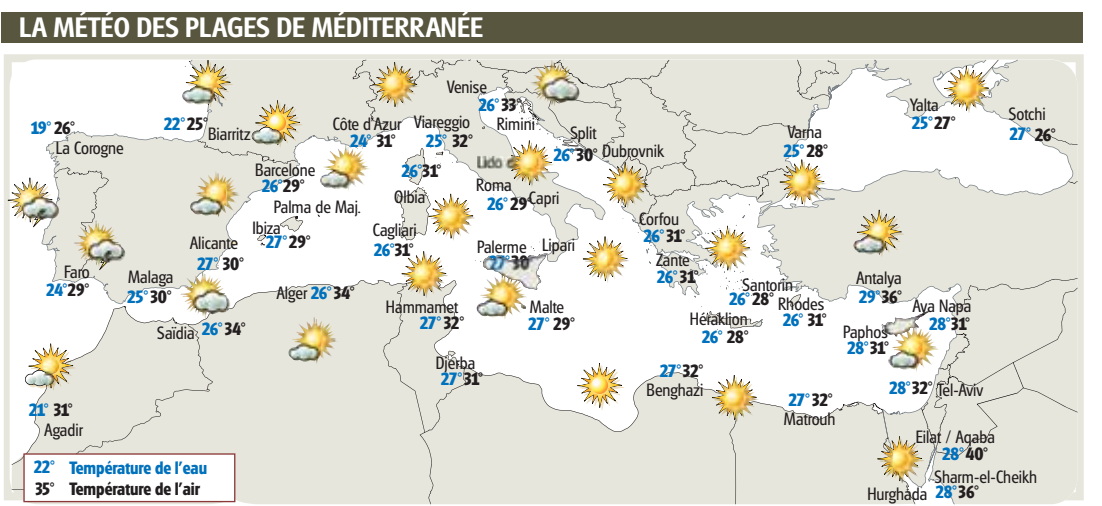 LA MÉTÉO DES PLAGES DE MÉDITERRANÉE
19° 26°
La Corogne
22° 25°
Biarritz
Côte d'Azur
24° 31°
Viareggio
25° 32°
Venise
26° 33°
Rimini
Split
26° 30°
Dubrovnik
Varna
25° 28°
Yalta
25° 27°
Sotchi
27° 26°
Barcelone
26° 29°
26° 31°
Olbia
Lido
Roma
26° 29°
Capri
Palma de Maj.
Ibiza
27° 29°
Cagliari
26° 31°
Alicante
27° 30°
Palerme
27° 30°
Lipari
Corfou
26° 31°
Zante
26° 31°
Faro
24° 29°
Malaga
25° 30°
Alger 26° 34°
Saïdia
26° 34°
Hammamet
27° 32°
Malte
27° 29°
Santorin
26° 28°
Héraklion
26° 28°
Rhodes
26° 31°
Antalya
29° 36°
Aya Napa
28° 31°
Paphos
28° 31°
Djerba
27° 31°
27° 32°
Benghazi
27° 32°
Matrouh
28° 32°
Tel-Aviv
21° 31°
Agadir
Eilat / Aqaba
28° 40°
Sharm-el-Cheikh
Hurghada
28° 36°
22° Température de l'eau
35° Température de l'air